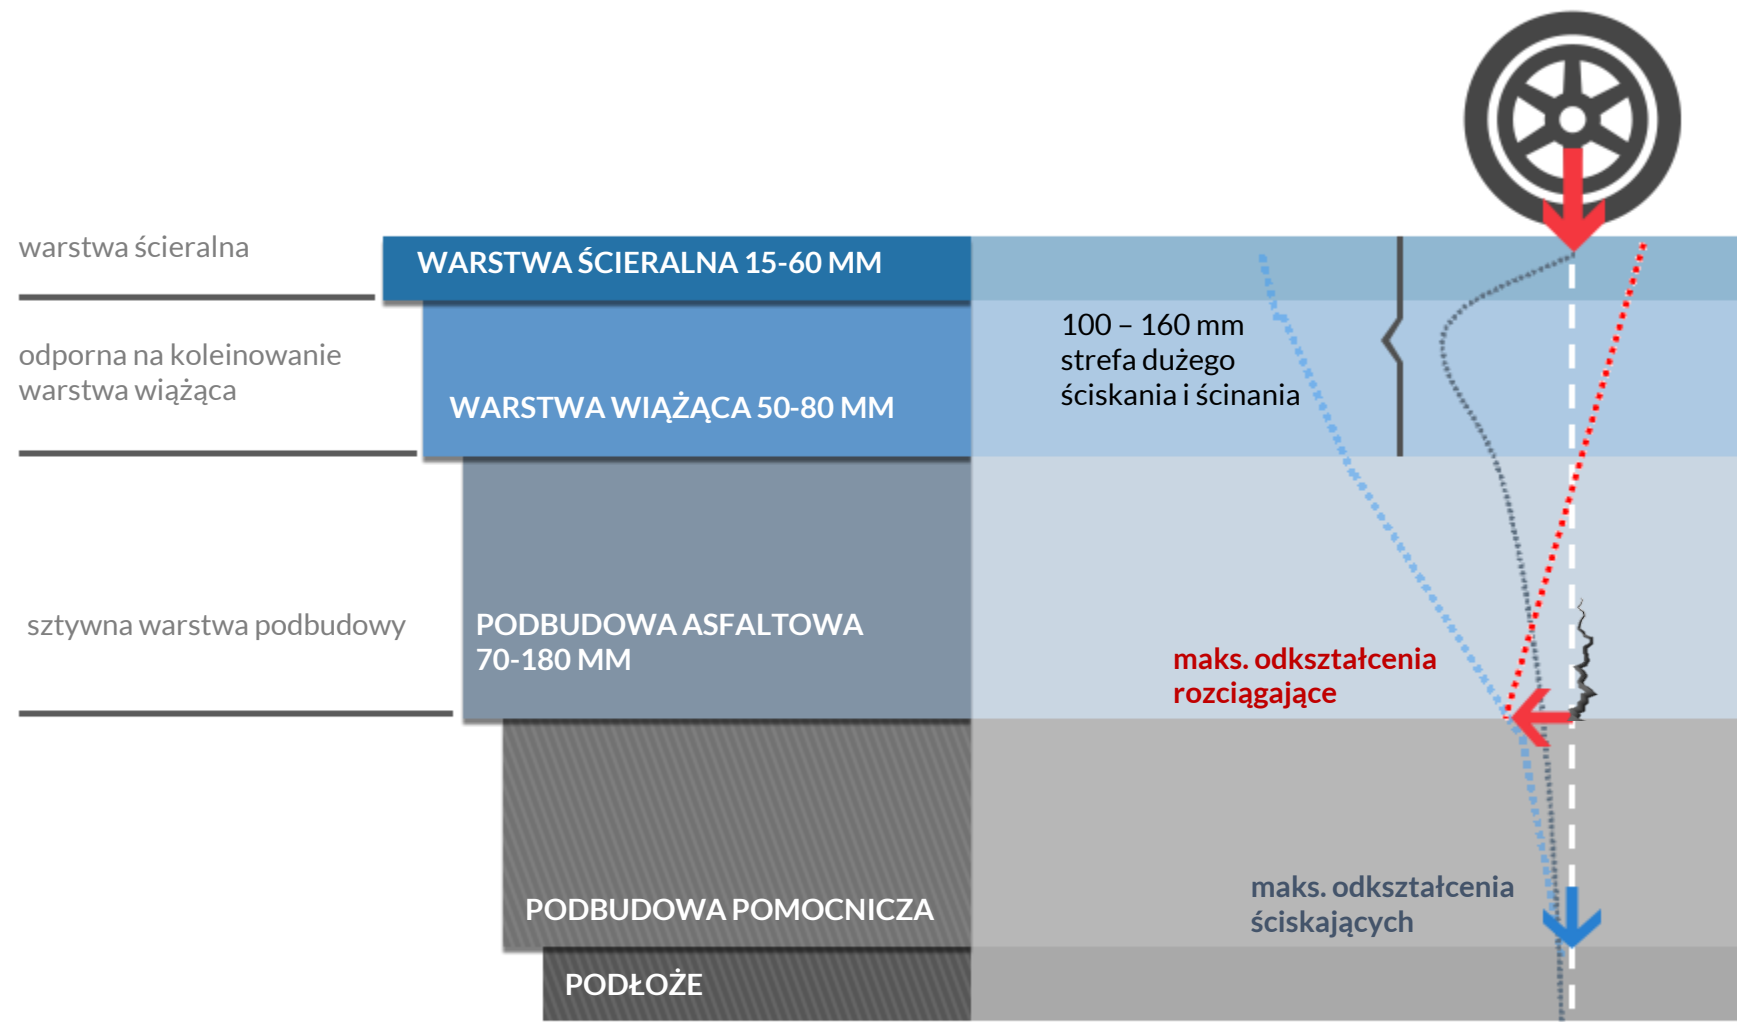 warstwa ścieralna
WARSTWA ŚCIERALNA 15-60 MM
100 – 160 mm
strefa dużego
ściskania i ścinania
odporna na koleinowanie
warstwa wiążąca
WARSTWA WIĄŻĄCA 50-80 MM
sztywna warstwa podbudowy
PODBUDOWA ASFALTOWA
70-180 MM
maks. odkształcenia
rozciągające
PODBUDOWA POMOCNICZA
maks. odkształcenia
ściskających
PODŁOŻE